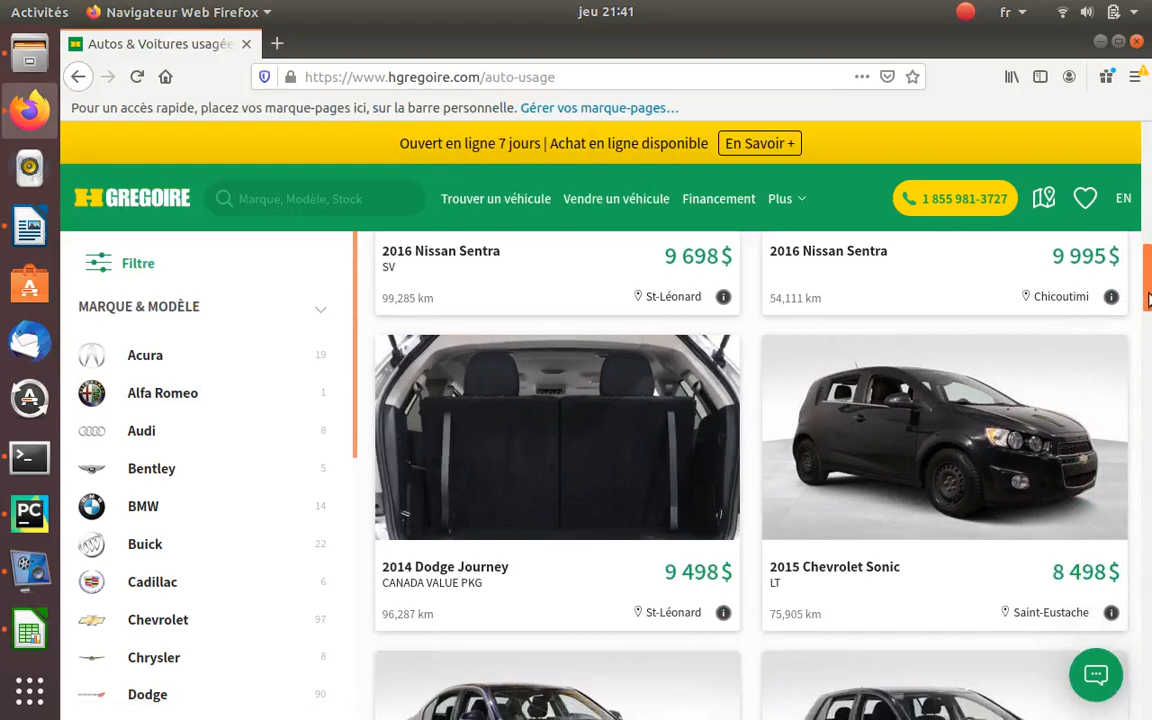 Activités
Navigateur Web Firefox
jeu 21:41
fr
Autos & Voitures usagée
https://www.hgregoire.com/auto-usage
Pour un accès rapide, placez vos marque-pages ici, sur la barre personnelle. Gérer vos marque-pages…
Ouvert en ligne 7 jours | Achat en ligne disponible
En Savoir +
H GREGOIRE
Marque, Modèle, Stock
Trouver un véhicule
Vendre un véhicule
Financement
Plus
1 855 981-3727
EN
Filtre
MARQUE & MODÈLE
Acura 19
Alfa Romeo 1
Audi 8
Bentley 5
BMW 14
Buick 22
Cadillac 6
Chevrolet 97
Chrysler 8
Dodge 90
2016 Nissan Sentra
9 698 $
SV
99,285 km
St-Léonard
2016 Nissan Sentra
9 995 $
54,111 km
Chicoutimi
2014 Dodge Journey
9 498 $
CANADA VALUE PKG
96,287 km
St-Léonard
2015 Chevrolet Sonic
8 498 $
LT
75,905 km
Saint-Eustache
PC